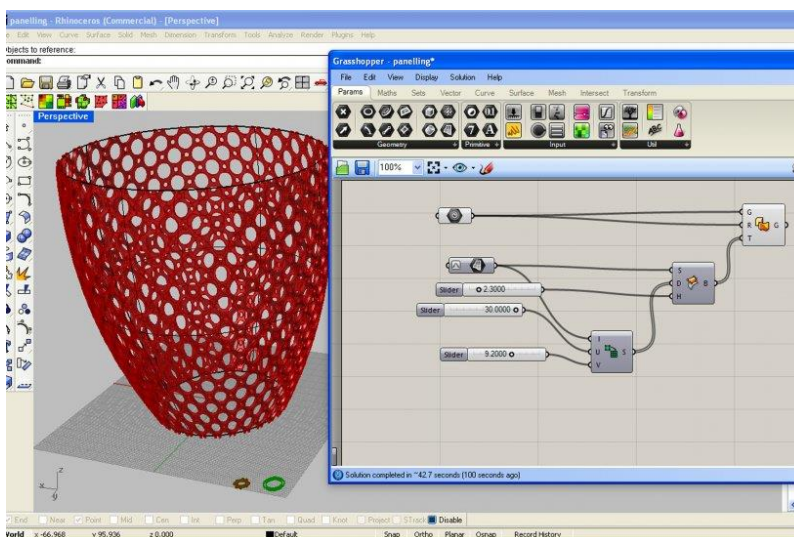 panelling - Rhinoceros (Commercial) - [Perspective]
Edit View Curve Surface Solid Mesh Dimension Transform Tools Analyze Render Plugins Help
Objects to reference:
Command:
Perspective
Grasshopper - panelling*
File Edit View Display Solution Help
Params Maths Sets Vector Curve Surface Mesh Intersect Transform
Geometry Primitive Input Util
100%
G
R G
T
S
D B
H
Slider 2.3000
Slider 30.0000
I
U S
V
Slider 9.2000
Solution completed in ~42.7 seconds (100 seconds ago)
z
x
y
End Near Point Mid Cen Int Perp Tan Quad Knot Project STrack Disable
World x -66.968 y 95.936 z 0.000 Default Snap Ortho Planar Osnap Record History